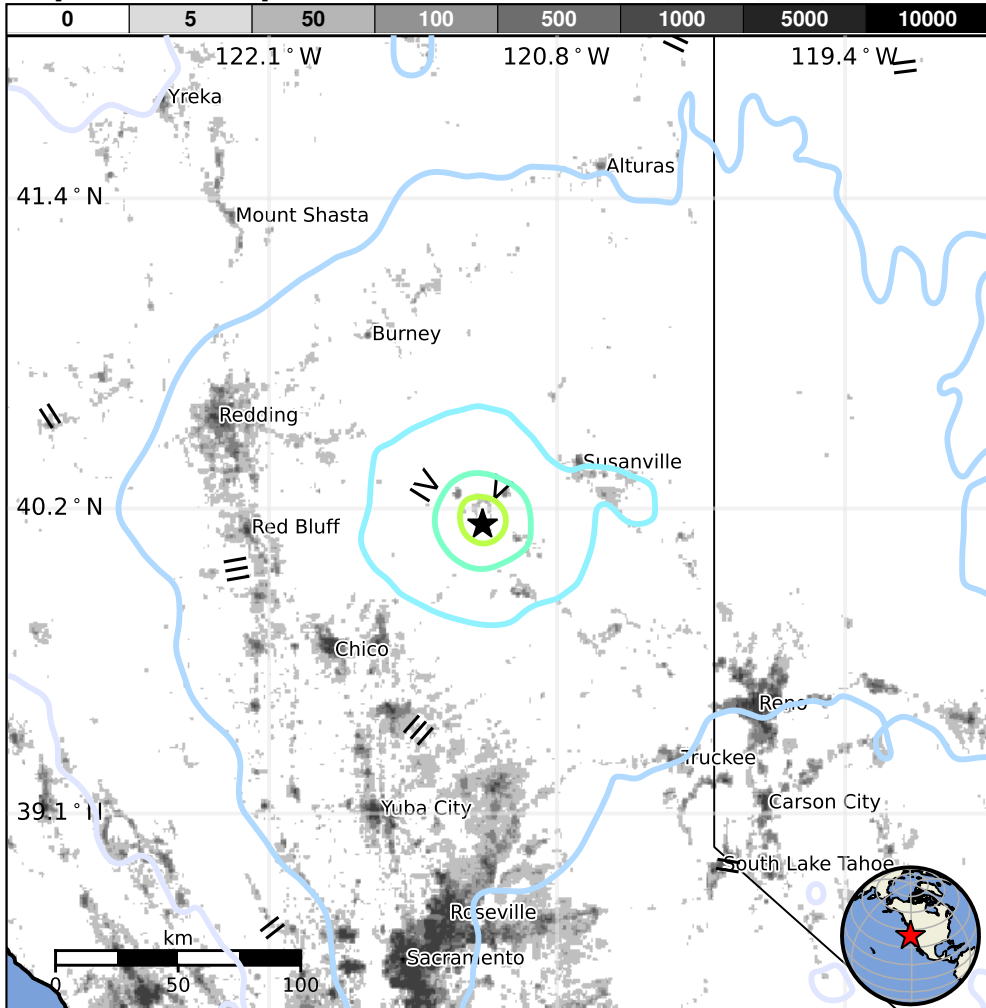 0 5 50 100 500 1000 5000 10000
122.1°W 120.8°W 119.4°W
Yreka
Alturas
41.4°N
Mount Shasta
Burney
Redding
Susanville
IV V
40.2°N
Red Bluff
III
Chico
Reno
III
Truckee
Carson City
Yuba City
39.1°N
South Lake Tahoe
II
Roseville
II
km
Sacramento
0 50 100